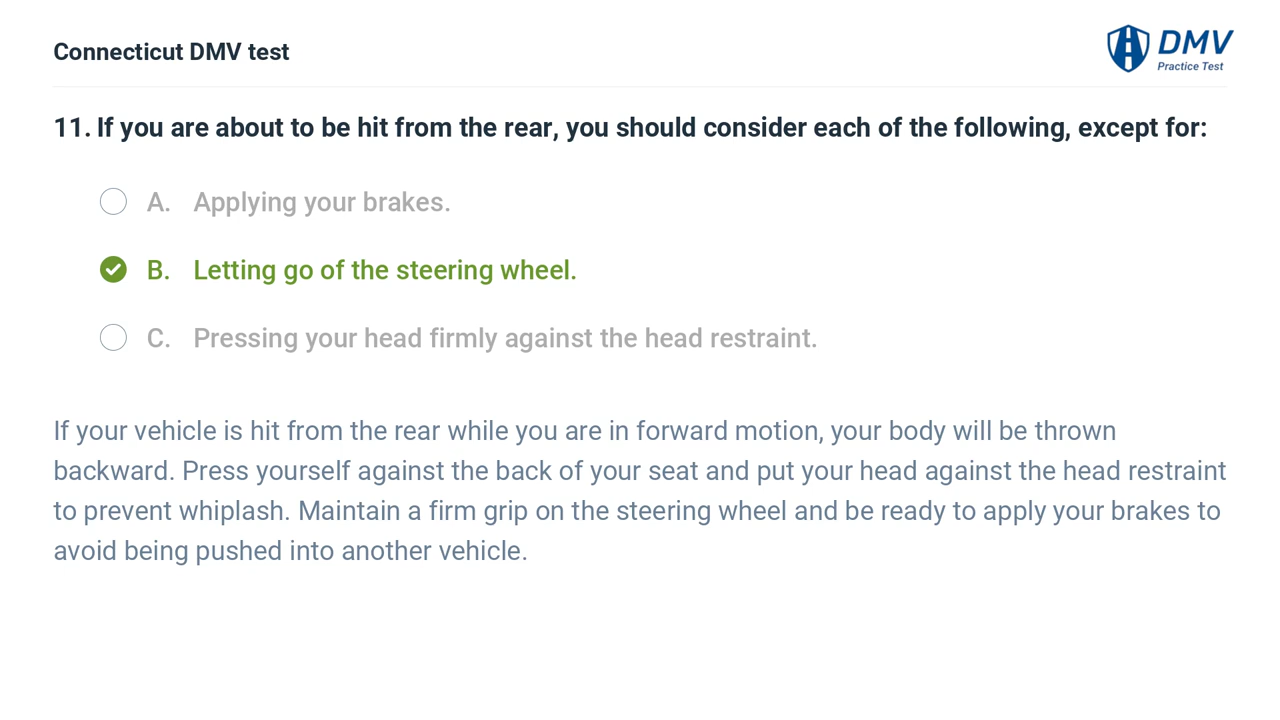 Connecticut DMV test
DMV
Practice Test
11. If you are about to be hit from the rear, you should consider each of the following, except for:
A. Applying your brakes.
B. Letting go of the steering wheel.
C. Pressing your head firmly against the head restraint.
If your vehicle is hit from the rear while you are in forward motion, your body will be thrown
backward. Press yourself against the back of your seat and put your head against the head restraint
to prevent whiplash. Maintain a firm grip on the steering wheel and be ready to apply your brakes to
avoid being pushed into another vehicle.